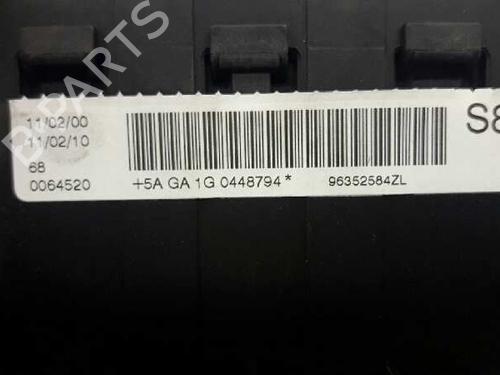 B-PARTS
11/02/00
11/02/10
68
0064520
+5A GA 1G 0448794*
96352584ZL
S8